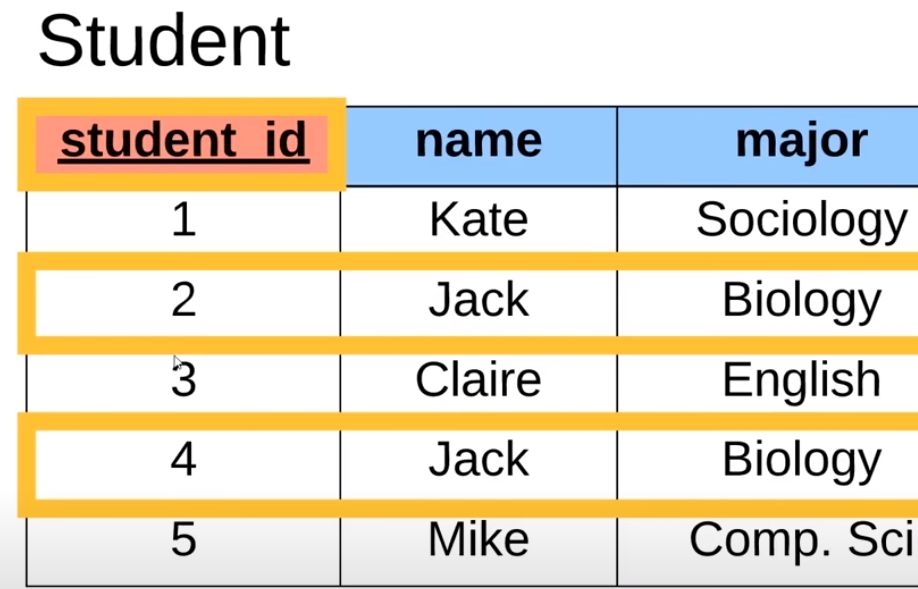 Student
student_id name major
1 Kate Sociology
2 Jack Biology
3 Claire English
4 Jack Biology
5 Mike Comp. Sci